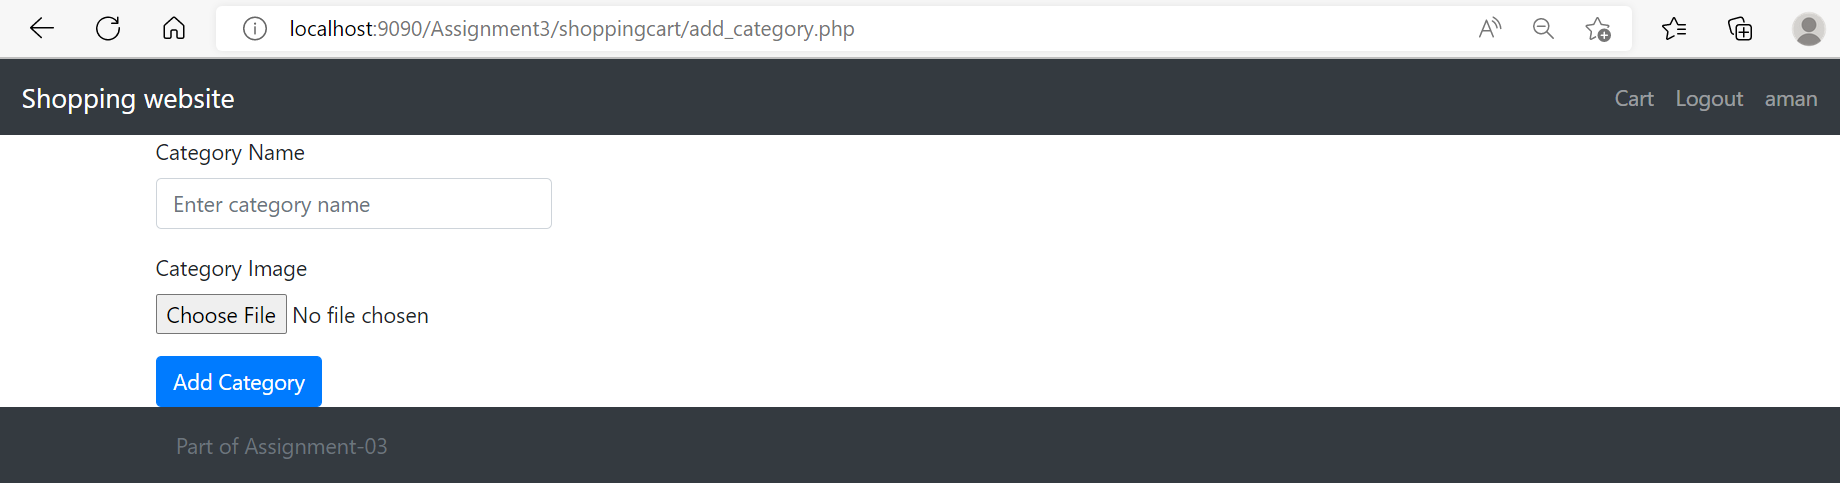 localhost:9090/Assignment3/shoppingcart/add_category.php
Shopping website Cart Logout aman
Category Name
Enter category name
Category Image
Choose File No file chosen
Add Category
Part of Assignment-03